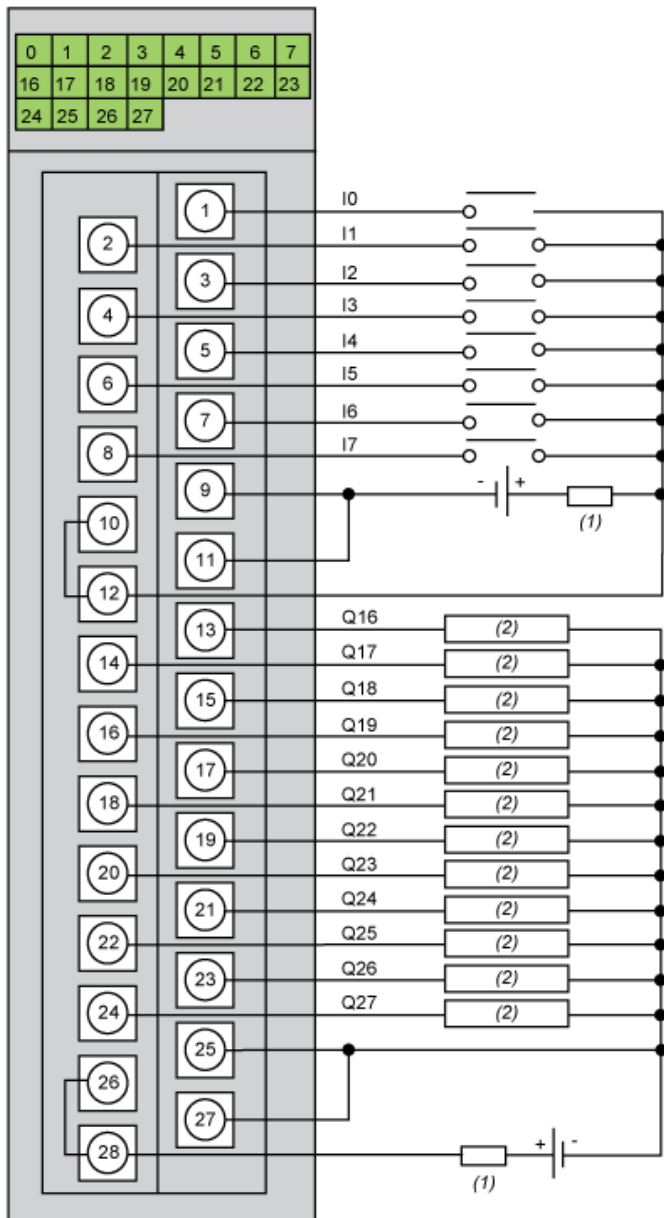 0 1 2 3 4 5 6 7
16 17 18 19 20 21 22 23
24 25 26 27
1 I0
2 I1
3 I2
4 I3
5 I4
6 I5
7 I6
8 I7
9 - +
(1)
10
11
12
13 Q16 (2)
14 Q17 (2)
15 Q18 (2)
16 Q19 (2)
17 Q20 (2)
18 Q21 (2)
19 Q22 (2)
20 Q23 (2)
21 Q24 (2)
22 Q25 (2)
23 Q26 (2)
24 Q27 (2)
25
26
27
28 + -
(1)